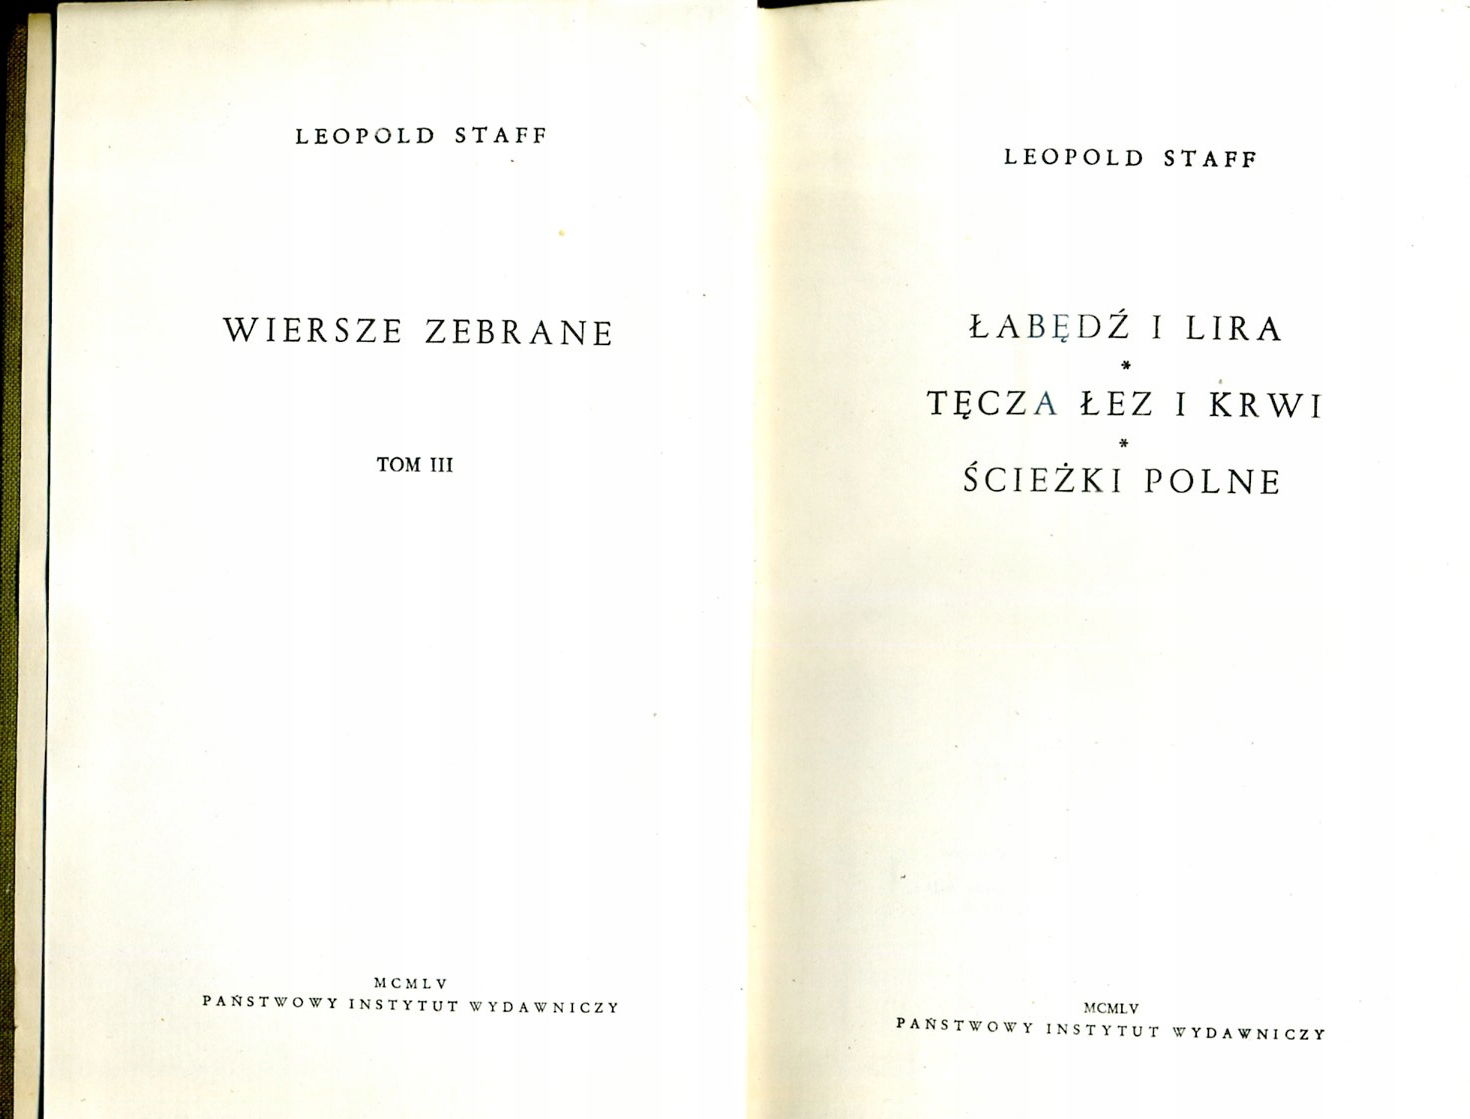 LEOPOLD STAFF
WIERSZE ZEBRANE
TOM III
MCMLV
PAŃSTWOWY INSTYTUT WYDAWNICZY
LEOPOLD STAFF
ŁABĘDŹ I LIRA
*
TĘCZA ŁEZ I KRWI
*
ŚCIEŻKI POLNE
MCMLV
PAŃSTWOWY INSTYTUT WYDAWNICZY